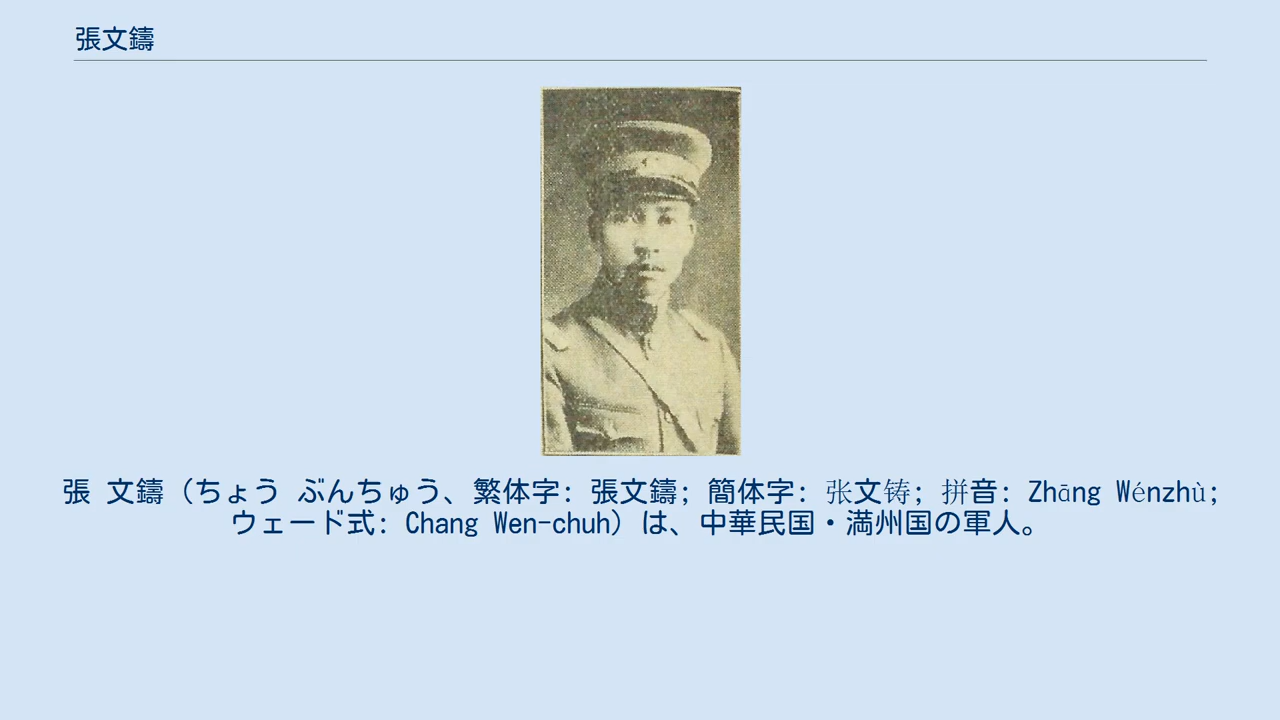 張文鑄
張 文鑄（ちょう ぶんちゅう、繁体字: 張文鑄; 簡体字: 张文铸; 拼音: Zhāng Wénzhù;
ウェード式: Chang Wen-chuh）は、中華民国・満州国の軍人。